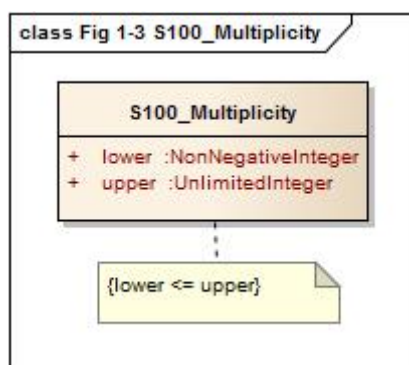 class Fig 1-3 S100_Multiplicity
S100_Multiplicity
+ lower :NonNegativeInteger
+ upper :UnlimitedInteger
{lower <= upper}